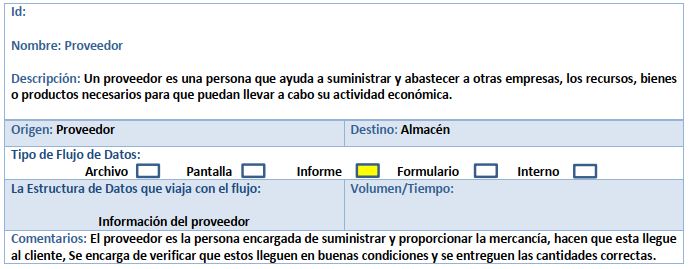 Id:
Nombre: Proveedor
Descripción: Un proveedor es una persona que ayuda a suministrar y abastecer a otras empresas, los recursos, bienes
o productos necesarios para que puedan llevar a cabo su actividad económica.
Origen: Proveedor
Destino: Almacén
Tipo de Flujo de Datos:
Archivo Pantalla Informe Formulario Interno
La Estructura de Datos que viaja con el flujo:
Volumen/Tiempo:
Información del proveedor
Comentarios: El proveedor es la persona encargada de suministrar y proporcionar la mercancía, hacen que esta llegue
al cliente, Se encarga de verificar que estos lleguen en buenas condiciones y se entreguen las cantidades correctas.